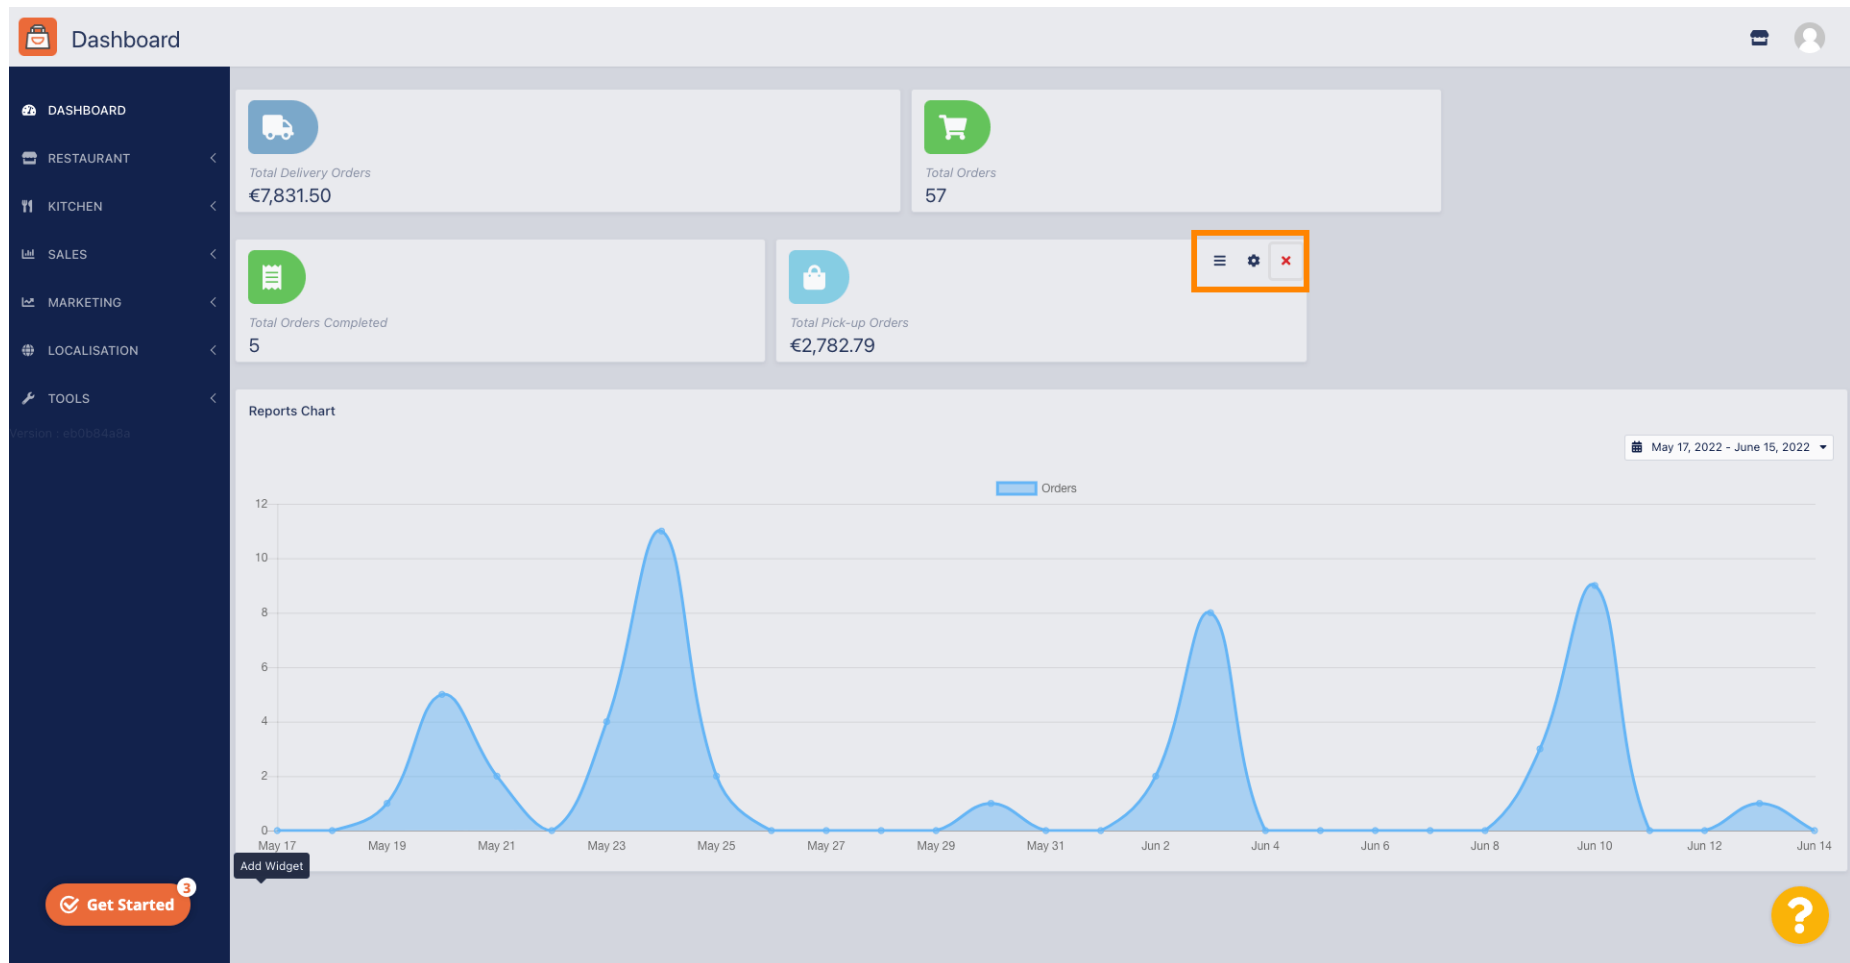 Dashboard
DASHBOARD
RESTAURANT
KITCHEN
SALES
MARKETING
LOCALISATION
TOOLS
Version : eb0b84a8a
Total Delivery Orders
€7,831.50
Total Orders
57
Total Orders Completed
5
Total Pick-up Orders
€2,782.79
Reports Chart
May 17, 2022 - June 15, 2022
Orders
12
10
8
6
4
2
0
May 17 May 19 May 21 May 23 May 25 May 27 May 29 May 31 Jun 2 Jun 4 Jun 6 Jun 8 Jun 10 Jun 12 Jun 14
Add Widget
Get Started
3
?